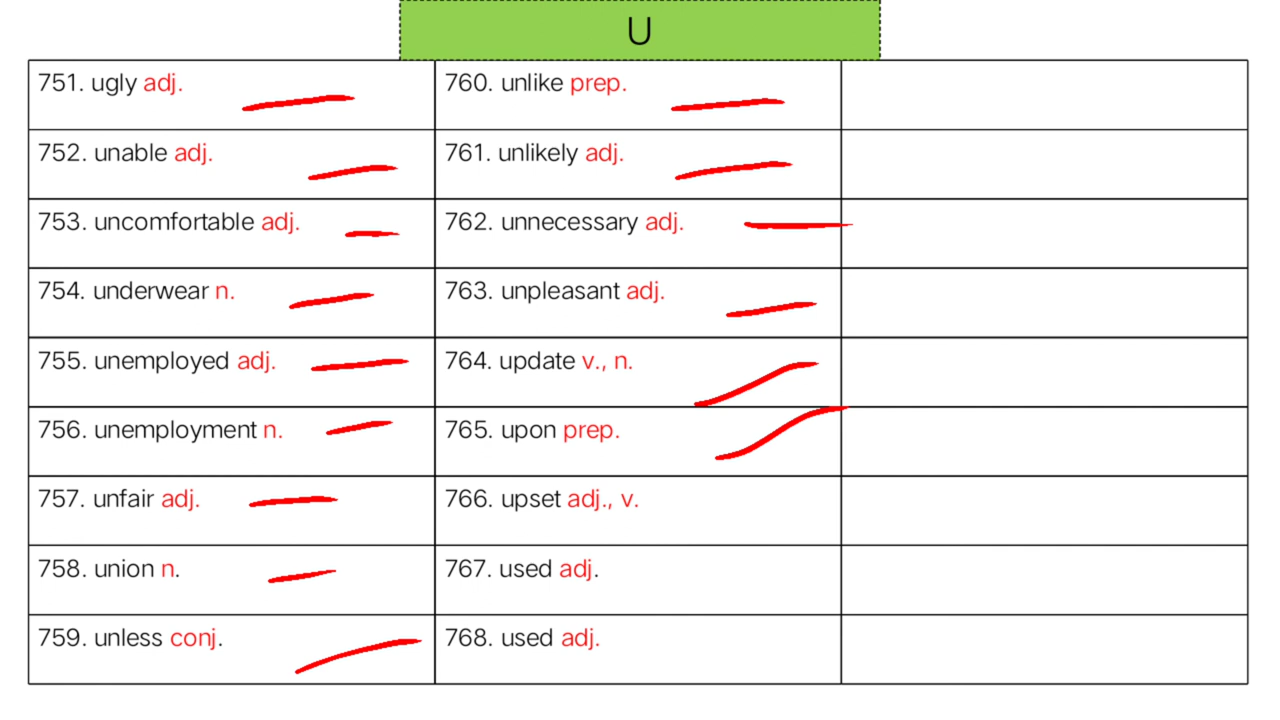 U
751. ugly adj.
752. unable adj.
753. uncomfortable adj.
754. underwear n.
755. unemployed adj.
756. unemployment n.
757. unfair adj.
758. union n.
759. unless conj.
760. unlike prep.
761. unlikely adj.
762. unnecessary adj.
763. unpleasant adj.
764. update v., n.
765. upon prep.
766. upset adj., v.
767. used adj.
768. used adj.